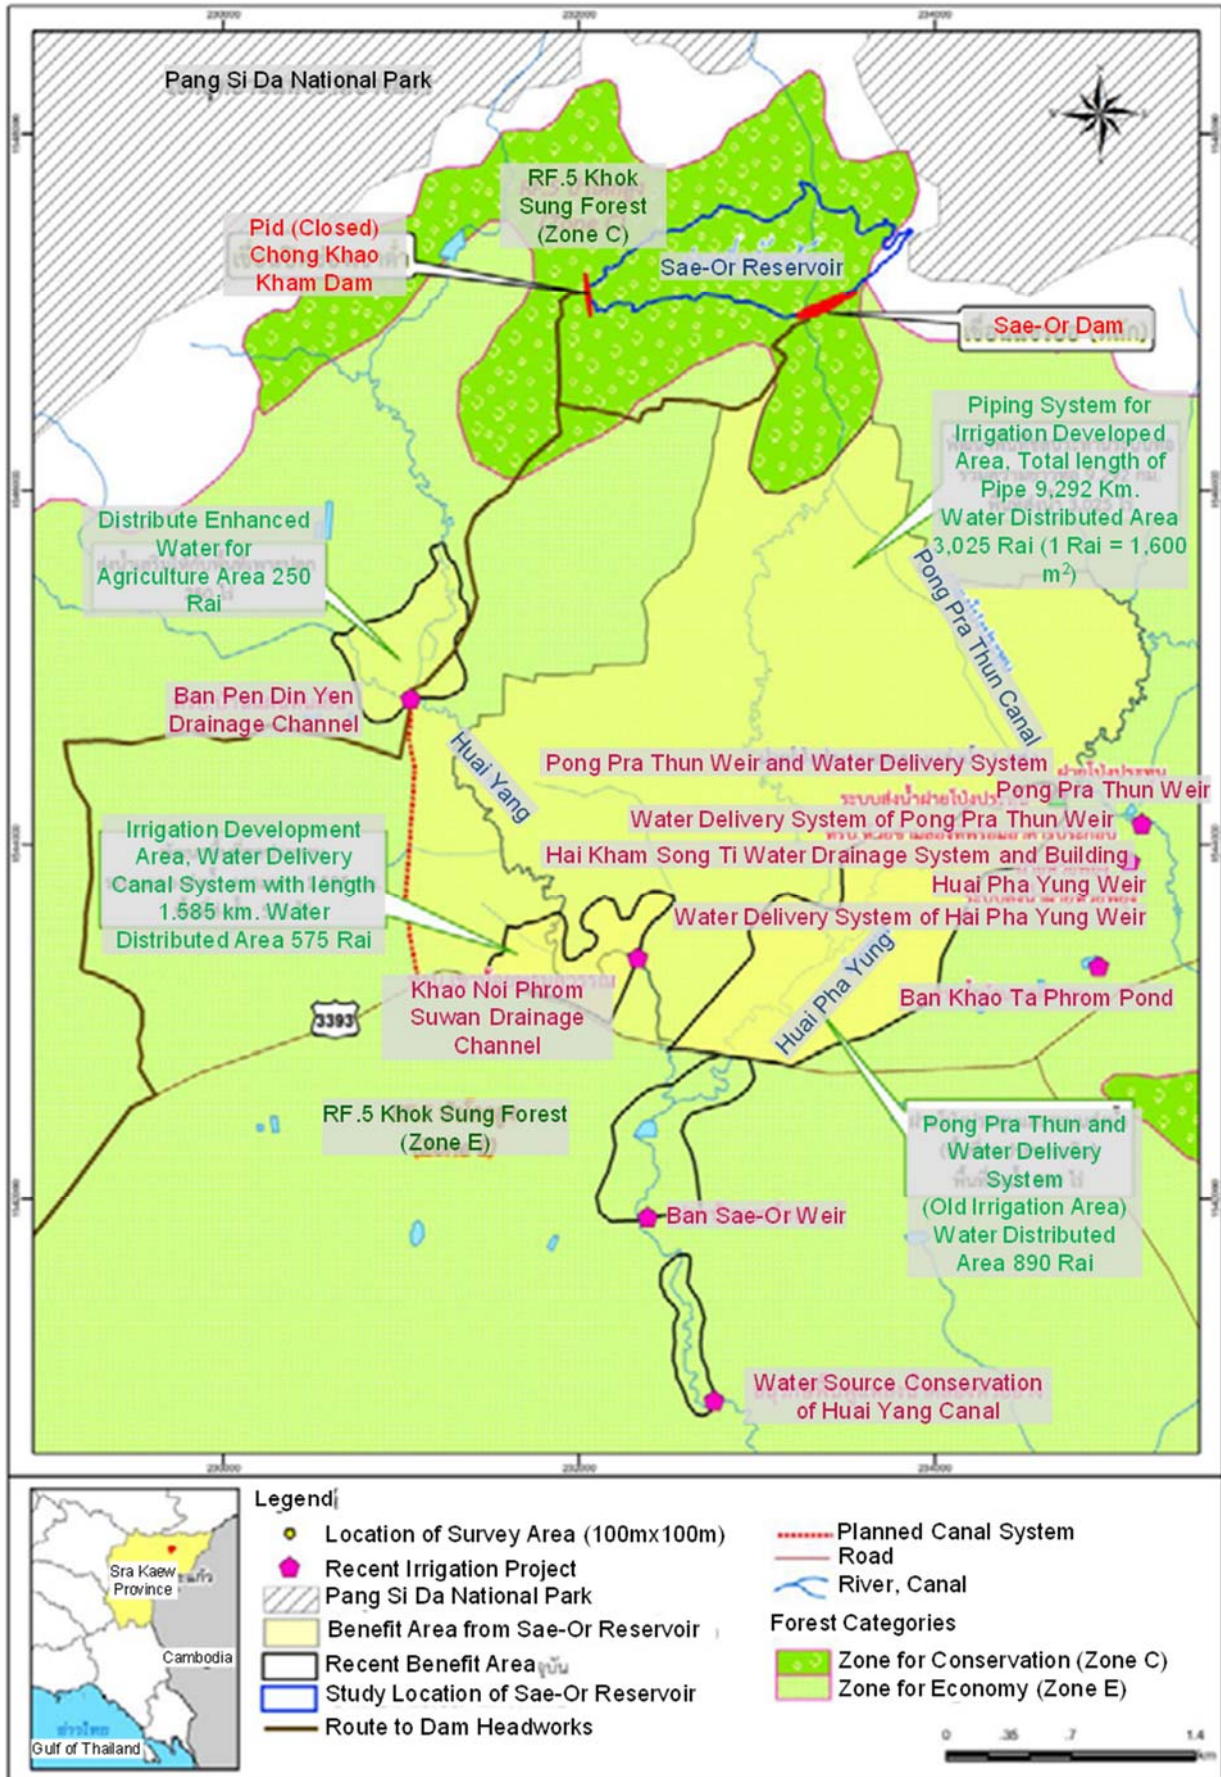 230000
232000
234000
Pang Si Da National Park
RF.5 Khok
Sung Forest
(Zone C)
Pid (Closed)
Chong Khao
Kham Dam
Sae-Or Reservoir
Sae-Or Dam
Piping System for
Irrigation Developed
Area, Total length of
Pipe 9,292 Km.
Water Distributed Area
3,025 Rai (1 Rai = 1,600
m²)
Distribute Enhanced
Water for
Agriculture Area 250
Rai
Pong Pra Thun Canal
Ban Pen Din Yen
Drainage Channel
Huai Yang
Pong Pra Thun Weir and Water Delivery System
Pong Pra Thun Weir
Water Delivery System of Pong Pra Thun Weir
Hai Kham Song Ti Water Drainage System and Building
Huai Pha Yung Weir
Water Delivery System of Hai Pha Yung Weir
Irrigation Development
Area, Water Delivery
Canal System with length
1.585 km. Water
Distributed Area 575 Rai
Huai Pha Yung
Ban Khao Ta Phrom Pond
Khao Noi Phrom
Suwan Drainage
Channel
3393
RF.5 Khok Sung Forest
(Zone E)
Pong Pra Thun and
Water Delivery
System
(Old Irrigation Area)
Water Distributed
Area 890 Rai
Ban Sae-Or Weir
Water Source Conservation
of Huai Yang Canal
230000
232000
234000
Sra Kaew
Province
Cambodia
Gulf of Thailand
Legend
Location of Survey Area (100mx100m)
Recent Irrigation Project
Pang Si Da National Park
Benefit Area from Sae-Or Reservoir
Recent Benefit Area
Study Location of Sae-Or Reservoir
Route to Dam Headworks
Planned Canal System
Road
River, Canal
Forest Categories
Zone for Conservation (Zone C)
Zone for Economy (Zone E)
0 .35 .7 1.4
km